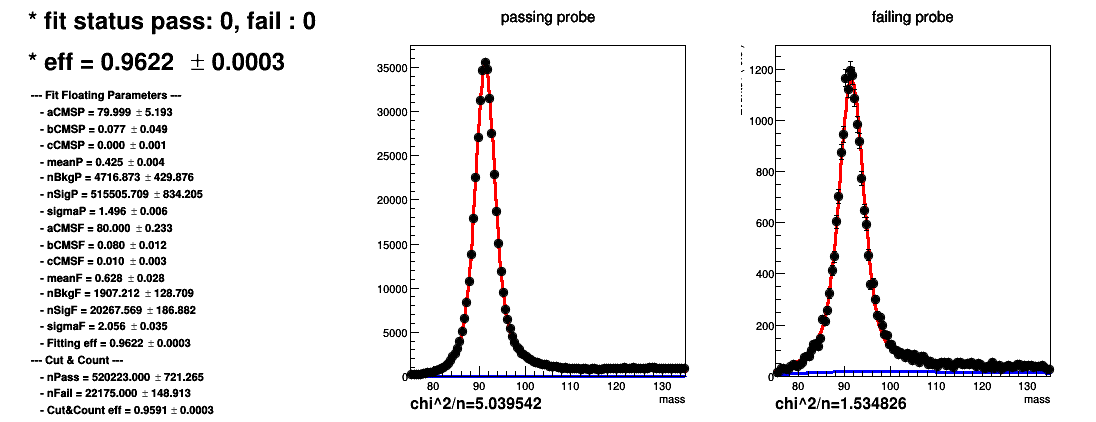 * fit status pass: 0, fail : 0
* eff = 0.9622 ± 0.0003
--- Fit Floating Parameters ---
- aCMSP = 79.999 ± 5.193
- bCMSP = 0.077 ± 0.049
- cCMSP = 0.000 ± 0.001
- meanP = 0.425 ± 0.004
- nBkgP = 4716.873 ± 429.876
- nSigP = 515505.709 ± 834.205
- sigmaP = 1.496 ± 0.006
- aCMSF = 80.000 ± 0.233
- bCMSF = 0.080 ± 0.012
- cCMSF = 0.010 ± 0.003
- meanF = 0.628 ± 0.028
- nBkgF = 1907.212 ± 128.709
- nSigF = 20267.569 ± 186.882
- sigmaF = 2.056 ± 0.035
- Fitting eff = 0.9622 ± 0.0003
--- Cut & Count ---
- nPass = 520223.000 ± 721.265
- nFail = 22175.000 ± 148.913
- Cut&Count eff = 0.9591 ± 0.0003
passing probe
35000
30000
25000
20000
15000
10000
5000
0
80 90 100 110 120 130
mass
chi^2/n=5.039542
failing probe
1200
1000
800
600
400
200
0
80 90 100 110 120 130
mass
chi^2/n=1.534826